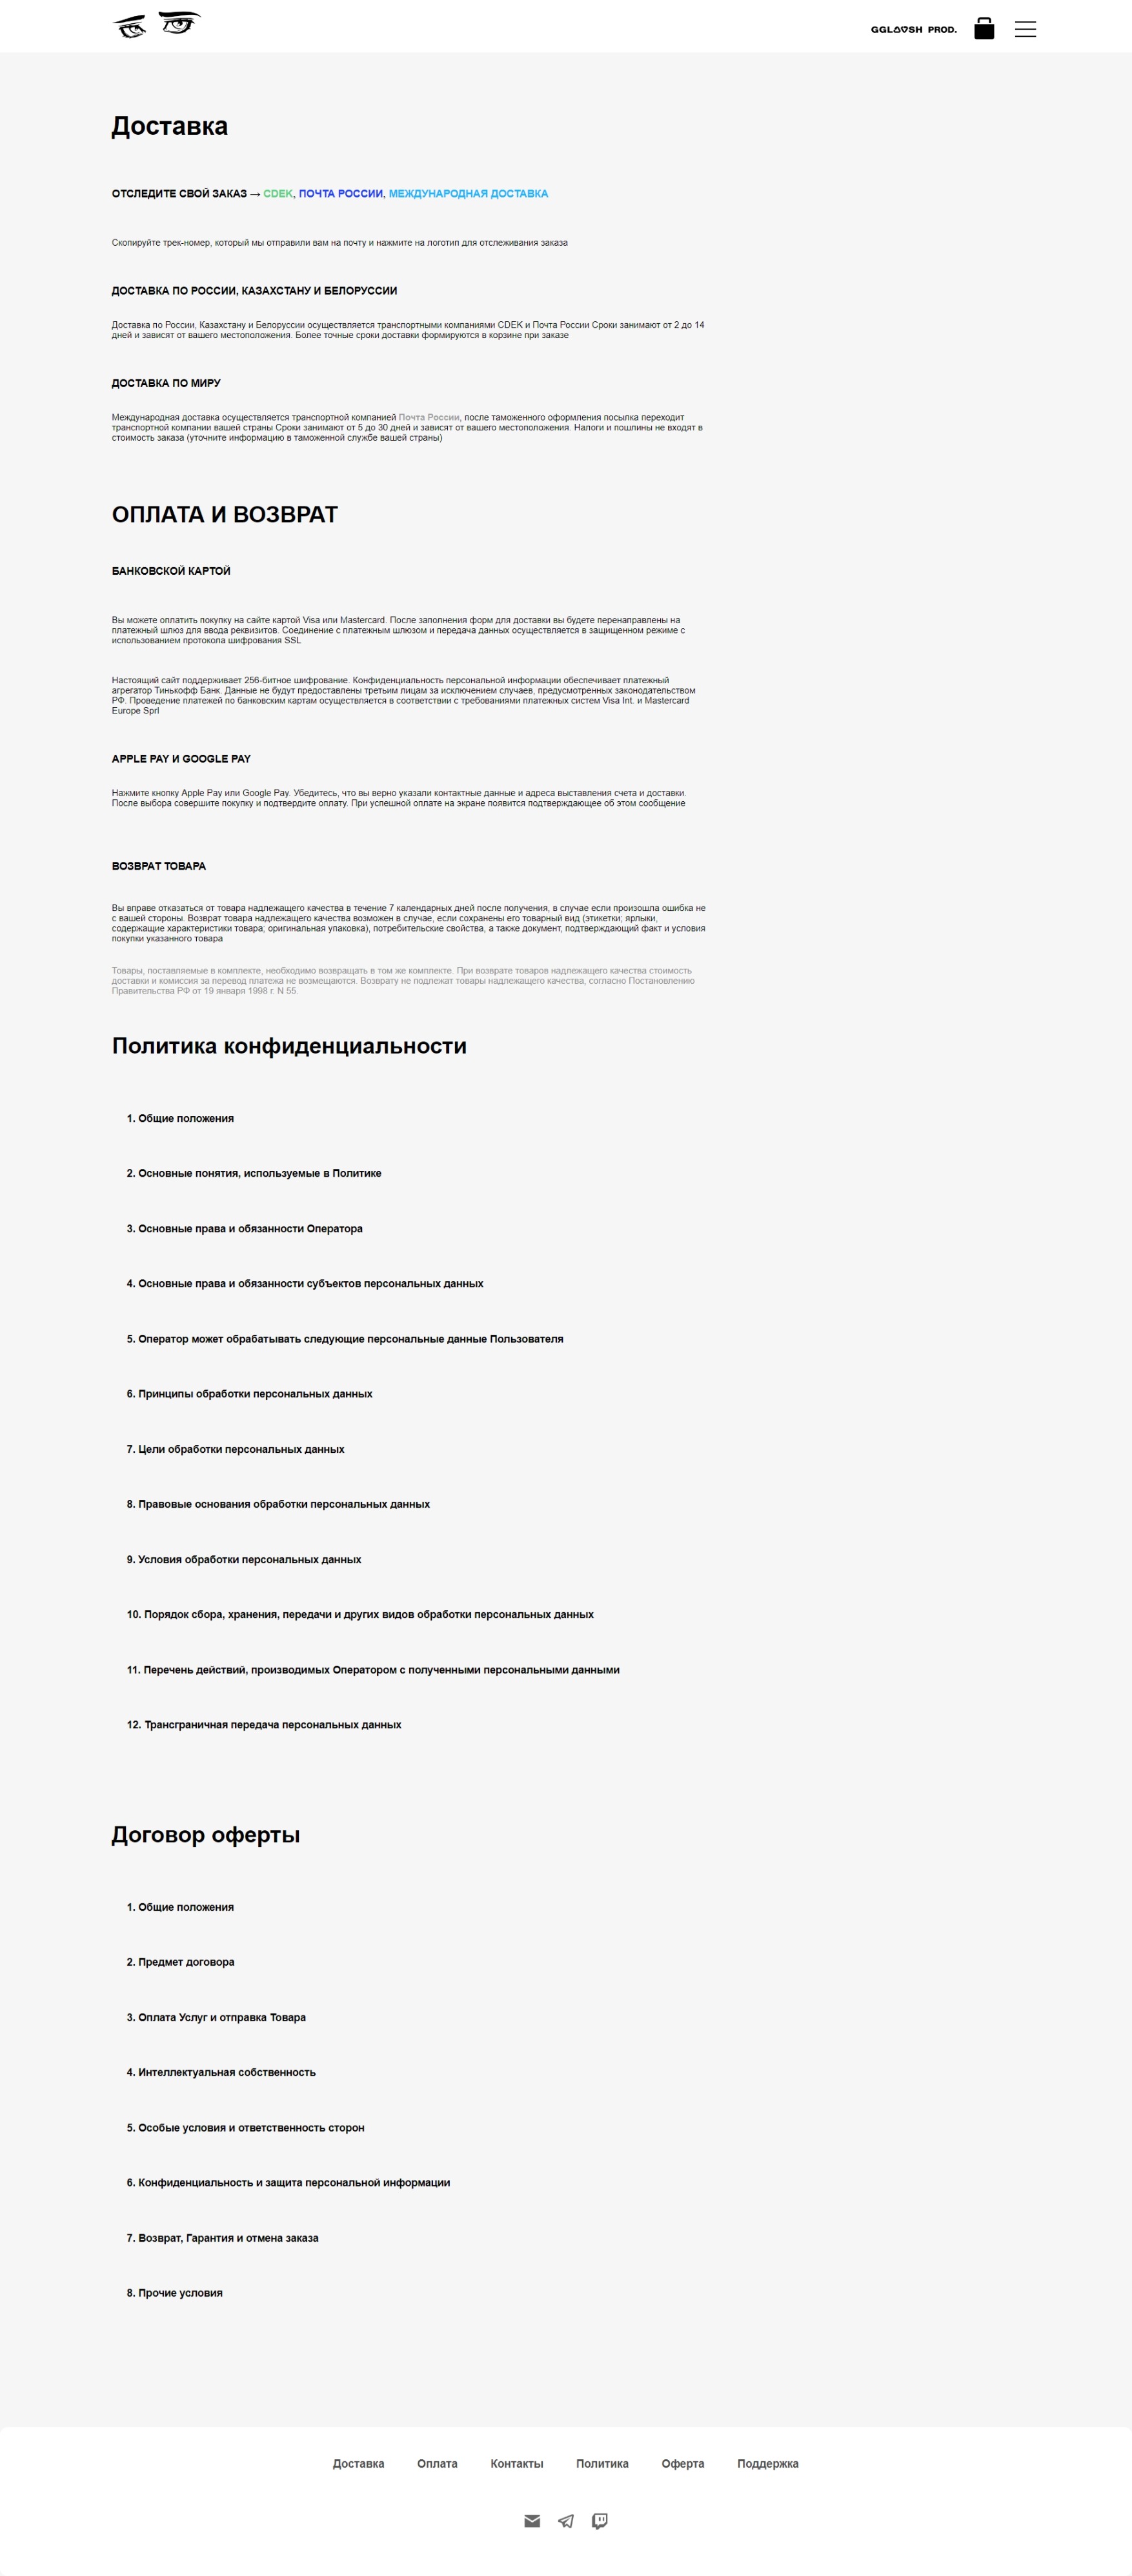 GGLOVSH PROD.
Доставка
ОТСЛЕДИТЕ СВОЙ ЗАКАЗ → CDEK, ПОЧТА РОССИИ, МЕЖДУНАРОДНАЯ ДОСТАВКА
Скопируйте трек-номер, который мы отправили вам на почту и нажмите на логотип для отслеживания заказа
ДОСТАВКА ПО РОССИИ, КАЗАХСТАНУ И БЕЛОРУССИИ
Доставка по России, Казахстану и Белоруссии осуществляется транспортными компаниями CDEK и Почта России Сроки занимают от 2 до 14
дней и зависят от вашего местоположения. Более точные сроки доставки формируются в корзине при заказе
ДОСТАВКА ПО МИРУ
Международная доставка осуществляется транспортной компанией Почта России, после таможенного оформления посылка переходит
транспортной компании вашей страны Сроки занимают от 5 до 30 дней и зависят от вашего местоположения. Налоги и пошлины не входят в
стоимость заказа (уточните информацию в таможенной службе вашей страны)
ОПЛАТА И ВОЗВРАТ
БАНКОВСКОЙ КАРТОЙ
Вы можете оплатить покупку на сайте картой Visa или Mastercard. После заполнения форм для доставки вы будете перенаправлены на
платежный шлюз для ввода реквизитов. Соединение с платежным шлюзом и передача данных осуществляется в защищенном режиме с
использованием протокола шифрования SSL
Настоящий сайт поддерживает 256-битное шифрование. Конфиденциальность персональной информации обеспечивает платежный
агрегатор Тинькофф Банк. Данные не будут предоставлены третьим лицам за исключением случаев, предусмотренных законодательством
РФ. Проведение платежей по банковским картам осуществляется в соответствии с требованиями платежных систем Visa Int. и Mastercard
Europe Sprl
APPLE PAY И GOOGLE PAY
Нажмите кнопку Apple Pay или Google Pay. Убедитесь, что вы верно указали контактные данные и адреса выставления счета и доставки.
После выбора совершите покупку и подтвердите оплату. При успешной оплате на экране появится подтверждающее об этом сообщение
ВОЗВРАТ ТОВАРА
Вы вправе отказаться от товара надлежащего качества в течение 7 календарных дней после получения, в случае если произошла ошибка не
с вашей стороны. Возврат товара надлежащего качества возможен в случае, если сохранены его товарный вид (этикетки; ярлыки,
содержащие характеристики товара; оригинальная упаковка), потребительские свойства, а также документ, подтверждающий факт и условия
покупки указанного товара
Товары, поставляемые в комплекте, необходимо возвращать в том же комплекте. При возврате товаров надлежащего качества стоимость
доставки и комиссия за перевод платежа не возмещаются. Возврату не подлежат товары надлежащего качества, согласно Постановлению
Правительства РФ от 19 января 1998 г. N 55.
Политика конфиденциальности
1. Общие положения
2. Основные понятия, используемые в Политике
3. Основные права и обязанности Оператора
4. Основные права и обязанности субъектов персональных данных
5. Оператор может обрабатывать следующие персональные данные Пользователя
6. Принципы обработки персональных данных
7. Цели обработки персональных данных
8. Правовые основания обработки персональных данных
9. Условия обработки персональных данных
10. Порядок сбора, хранения, передачи и других видов обработки персональных данных
11. Перечень действий, производимых Оператором с полученными персональными данными
12. Трансграничная передача персональных данных
Договор оферты
1. Общие положения
2. Предмет договора
3. Оплата Услуг и отправка Товара
4. Интеллектуальная собственность
5. Особые условия и ответственность сторон
6. Конфиденциальность и защита персональной информации
7. Возврат, Гарантия и отмена заказа
8. Прочие условия
Доставка Оплата Контакты Политика Оферта Поддержка